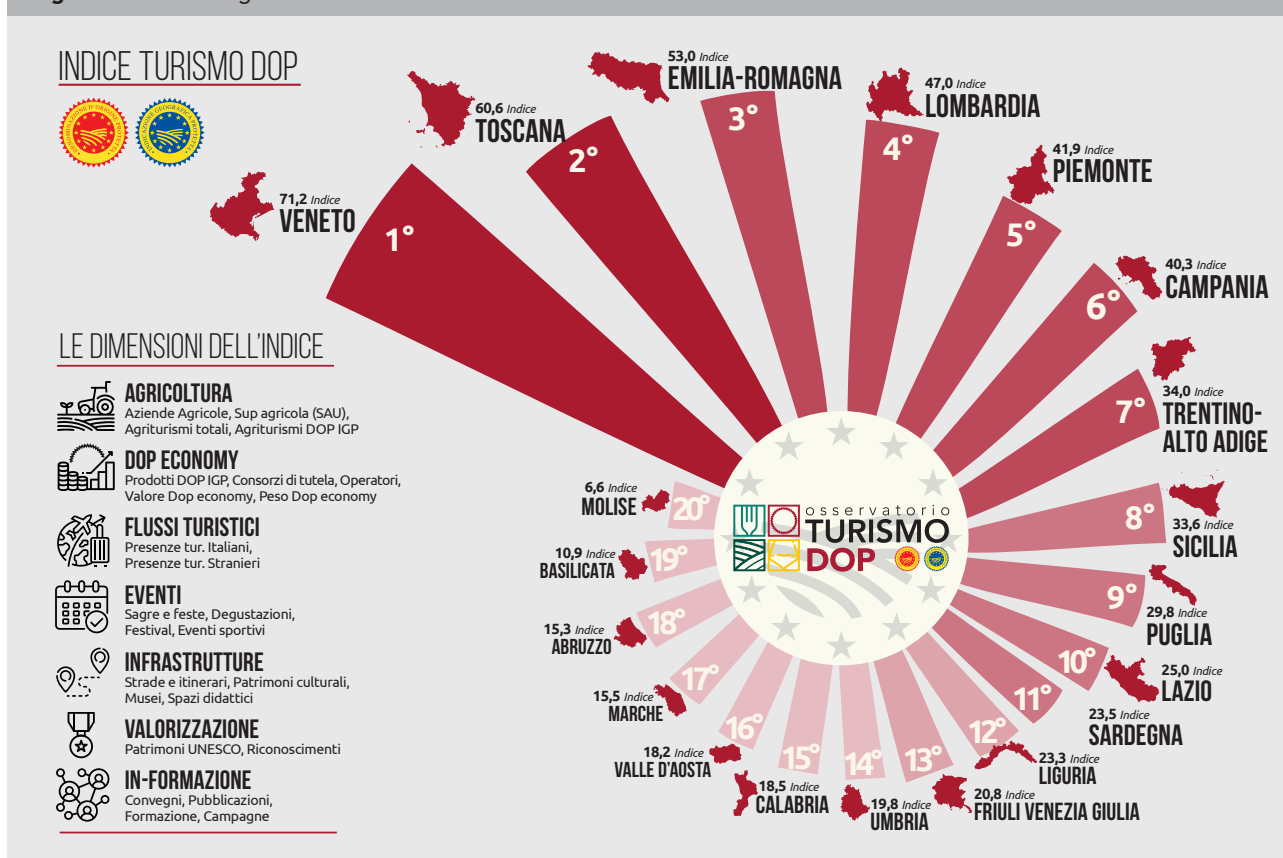 INDICE TURISMO DOP
DENOMINAZIONE D'ORIGINE PROTETTA
INDICAZIONE GEOGRAFICA PROTETTA
71,2 Indice
VENETO
1°
60,6 Indice
TOSCANA
2°
53,0 Indice
EMILIA-ROMAGNA
3°
47,0 Indice
LOMBARDIA
4°
41,9 Indice
PIEMONTE
5°
40,3 Indice
CAMPANIA
6°
34,0 Indice
TRENTINO-
ALTO ADIGE
7°
33,6 Indice
SICILIA
8°
29,8 Indice
PUGLIA
9°
25,0 Indice
LAZIO
10°
23,5 Indice
SARDEGNA
11°
23,3 Indice
LIGURIA
12°
20,8 Indice
FRIULI VENEZIA GIULIA
13°
19,8 Indice
UMBRIA
14°
18,5 Indice
CALABRIA
15°
18,2 Indice
VALLE D'AOSTA
16°
15,5 Indice
MARCHE
17°
15,3 Indice
ABRUZZO
18°
10,9 Indice
BASILICATA
19°
6,6 Indice
MOLISE
20°
osservatorio
TURISMO
DOP
LE DIMENSIONI DELL'INDICE
AGRICOLTURA
Aziende Agricole, Sup agricola (SAU),
Agriturismi totali, Agriturismi DOP IGP
DOP ECONOMY
Prodotti DOP IGP, Consorzi di tutela, Operatori,
Valore Dop economy, Peso Dop economy
FLUSSI TURISTICI
Presenze tur. Italiani,
Presenze tur. Stranieri
EVENTI
Sagre e feste, Degustazioni,
Festival, Eventi sportivi
INFRASTRUTTURE
Strade e itinerari, Patrimoni culturali,
Musei, Spazi didattici
VALORIZZAZIONE
Patrimoni UNESCO, Riconoscimenti
IN-FORMAZIONE
Convegni, Pubblicazioni,
Formazione, Campagne